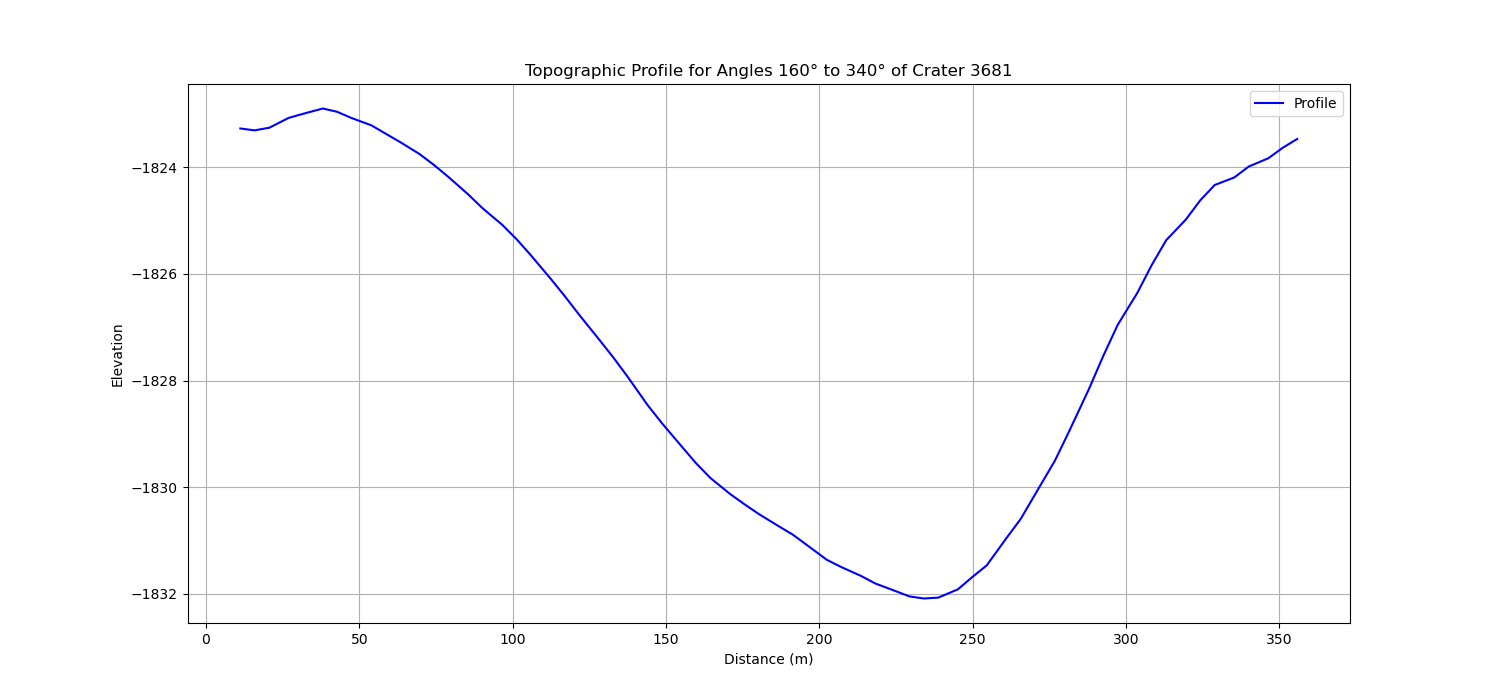 Topographic Profile for Angles 160° to 340° of Crater 3681
Profile
−1824
−1826
−1828
−1830
−1832
Elevation
0 50 100 150 200 250 300 350
Distance (m)